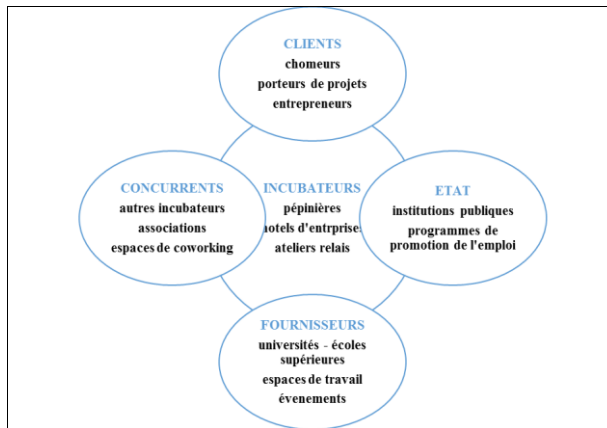 CLIENTS
chomeurs
porteurs de projets
entrepreneurs
CONCURRENTS
autres incubateurs
associations
espaces de coworking
INCUBATEURS
pépinières
hotels d'entrprise
ateliers relais
ETAT
institutions publiques
programmes de
promotion de l'emploi
FOURNISSEURS
universités - écoles
supérieures
espaces de travail
évenements